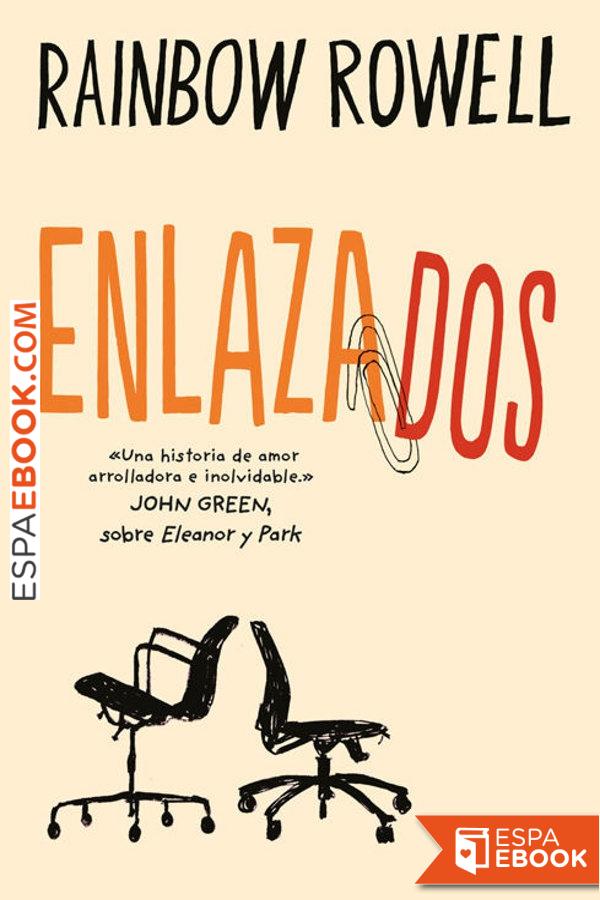 RAINBOW ROWELL
ENLAZADOS
«Una historia de amor
arrolladora e inolvidable.»
JOHN GREEN,
sobre Eleanor y Park
ESPAEBOOK.COM
ESPA
EBOOK